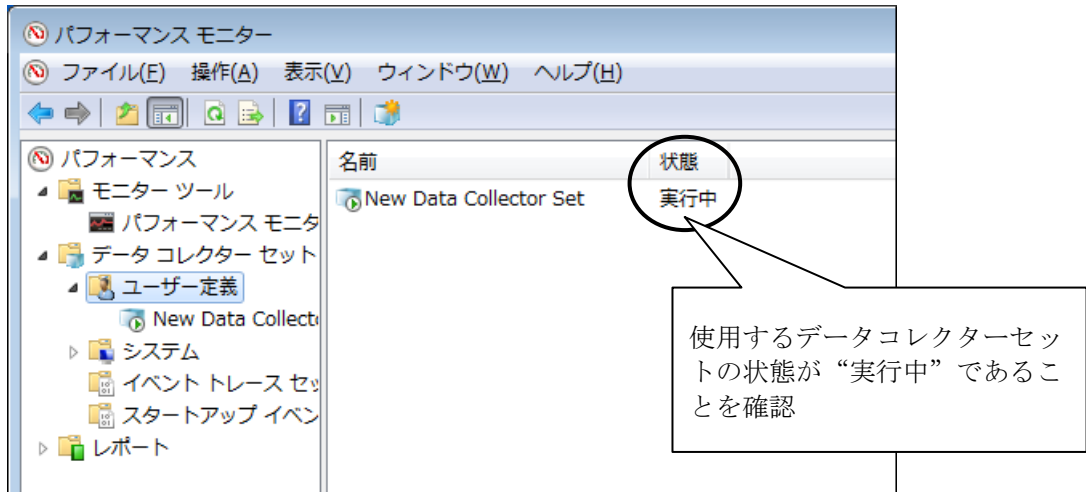 パフォーマンス モニター
ファイル(F) 操作(A) 表示(V) ウィンドウ(W) ヘルプ(H)
パフォーマンス
モニター ツール
パフォーマンス モニタ
データ コレクター セット
ユーザー定義
New Data Collect
システム
イベント トレース セッ
スタートアップ イベン
レポート
名前 状態
New Data Collector Set 実行中
使用するデータコレクターセッ
トの状態が“実行中”であるこ
とを確認